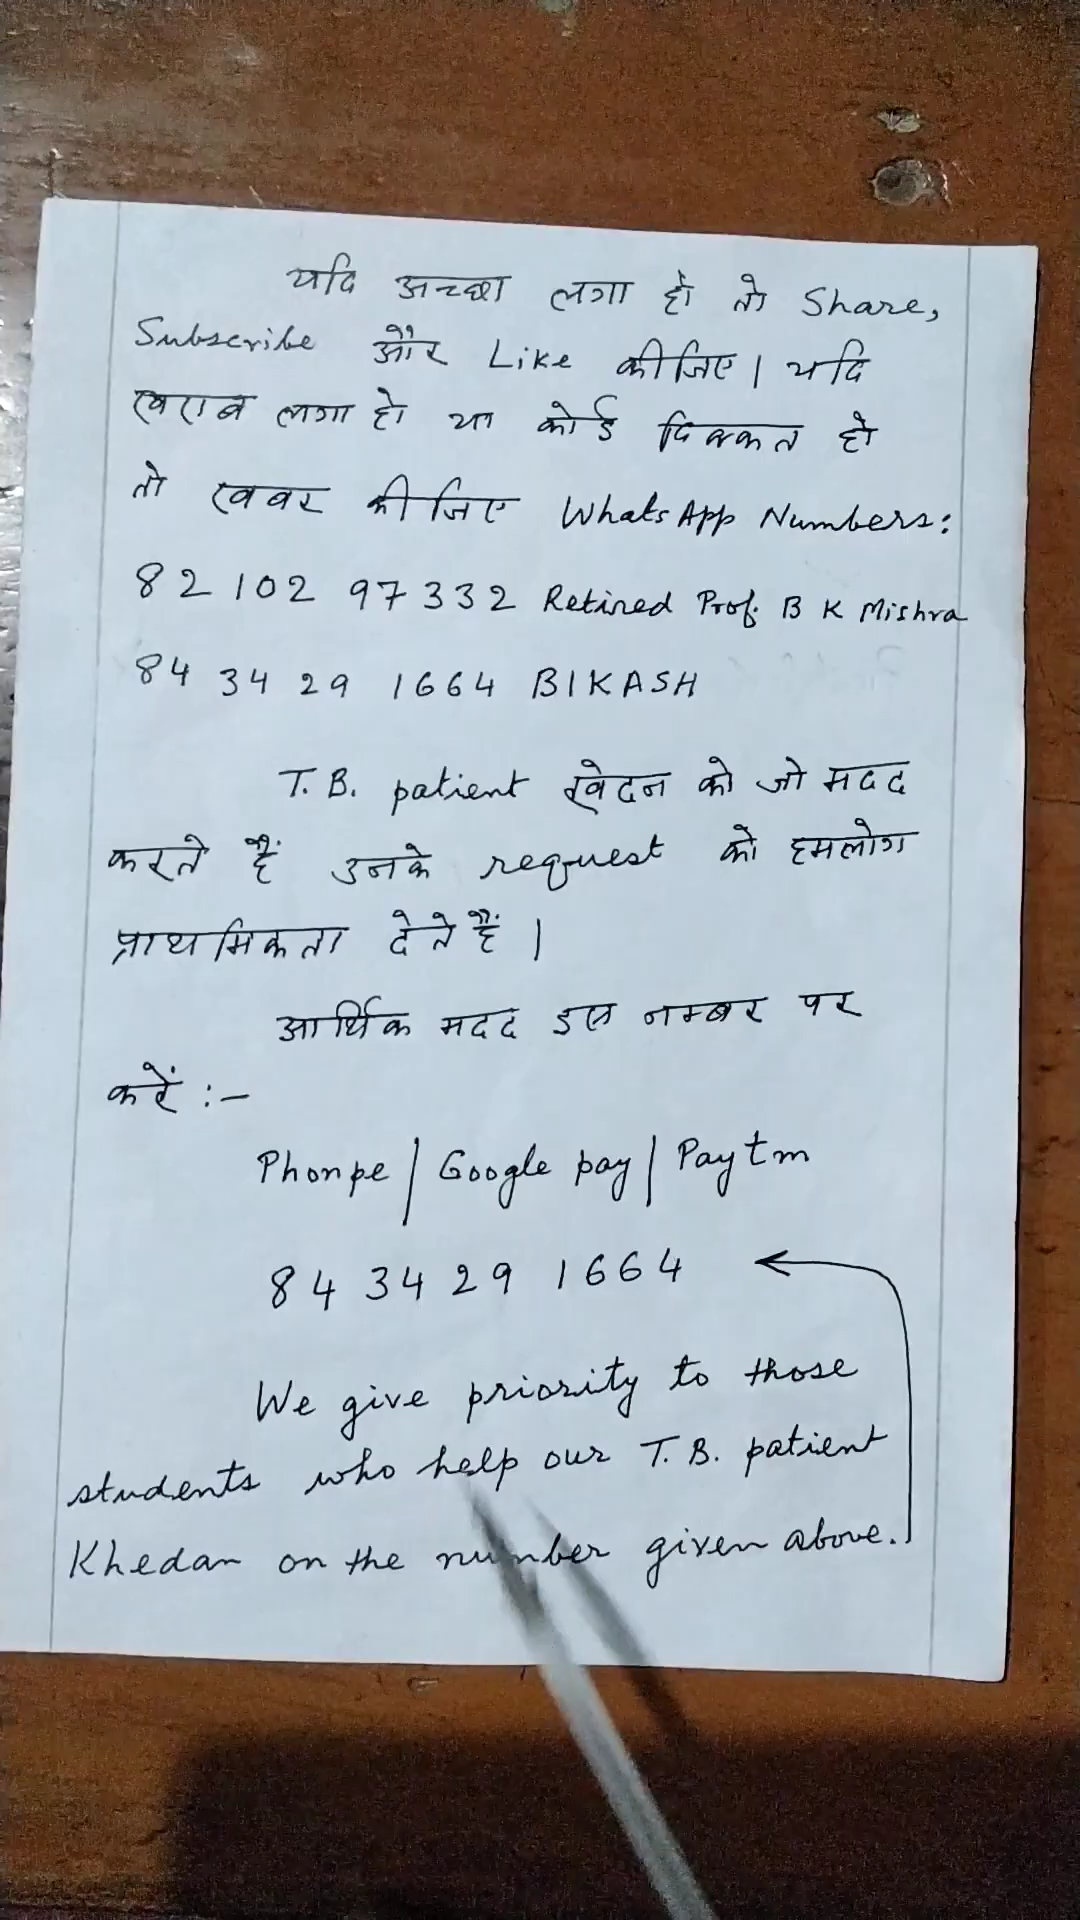 यदि अच्छा लगा हो तो Share,
Subscribe और Like कीजिए। यदि
खराब लगा हो या कोई दिक्कत हो
तो खबर कीजिए WhatsApp Numbers:
82 102 97332 Retired Prof. B K Mishra
84 34 29 1664 BIKASH
T.B. patient खेदन को जो मदद
करते हैं उनके request को हमलोग
प्राथमिकता देते हैं।
आर्थिक मदद इस नम्बर पर
करें :-
Phonpe / Google pay / Paytm
84 34 29 1664
We give priority to those
students who help our T.B. patient
Khedan on the number given above.